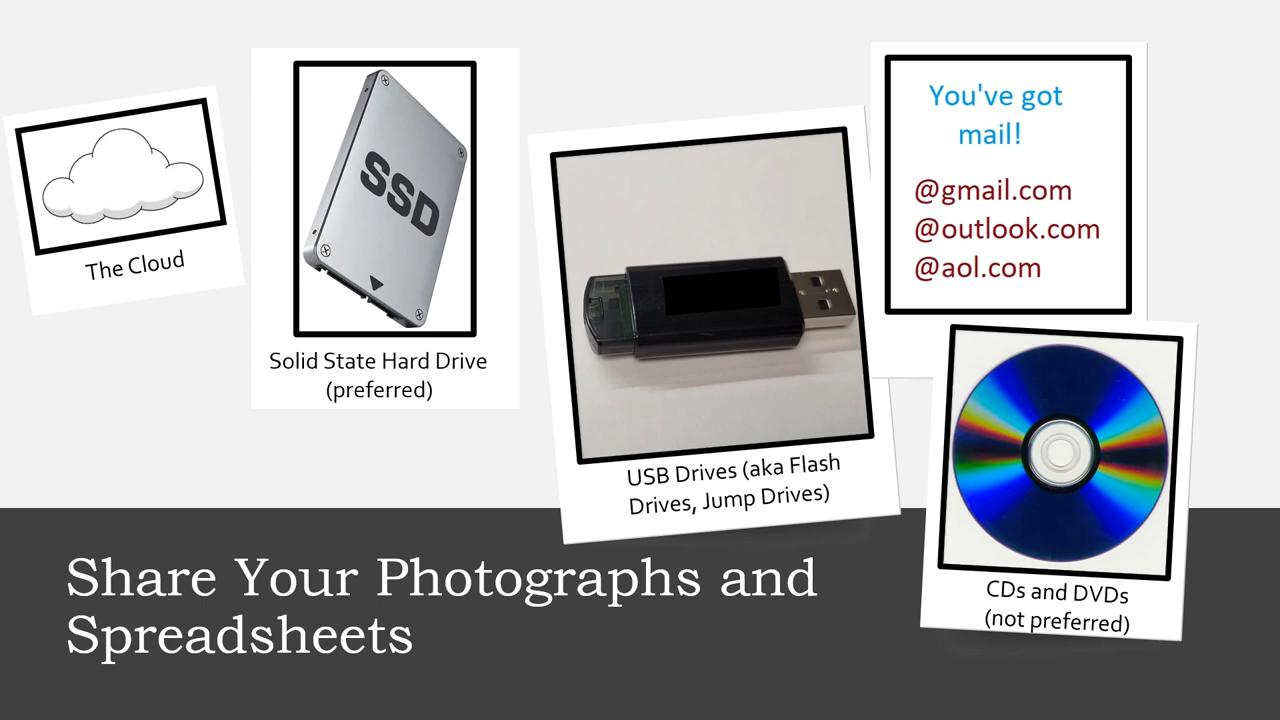 The Cloud
SSD
Solid State Hard Drive
(preferred)
USB Drives (aka Flash
Drives, Jump Drives)
You've got
mail!
@gmail.com
@outlook.com
@aol.com
CDs and DVDs
(not preferred)
Share Your Photographs and
Spreadsheets